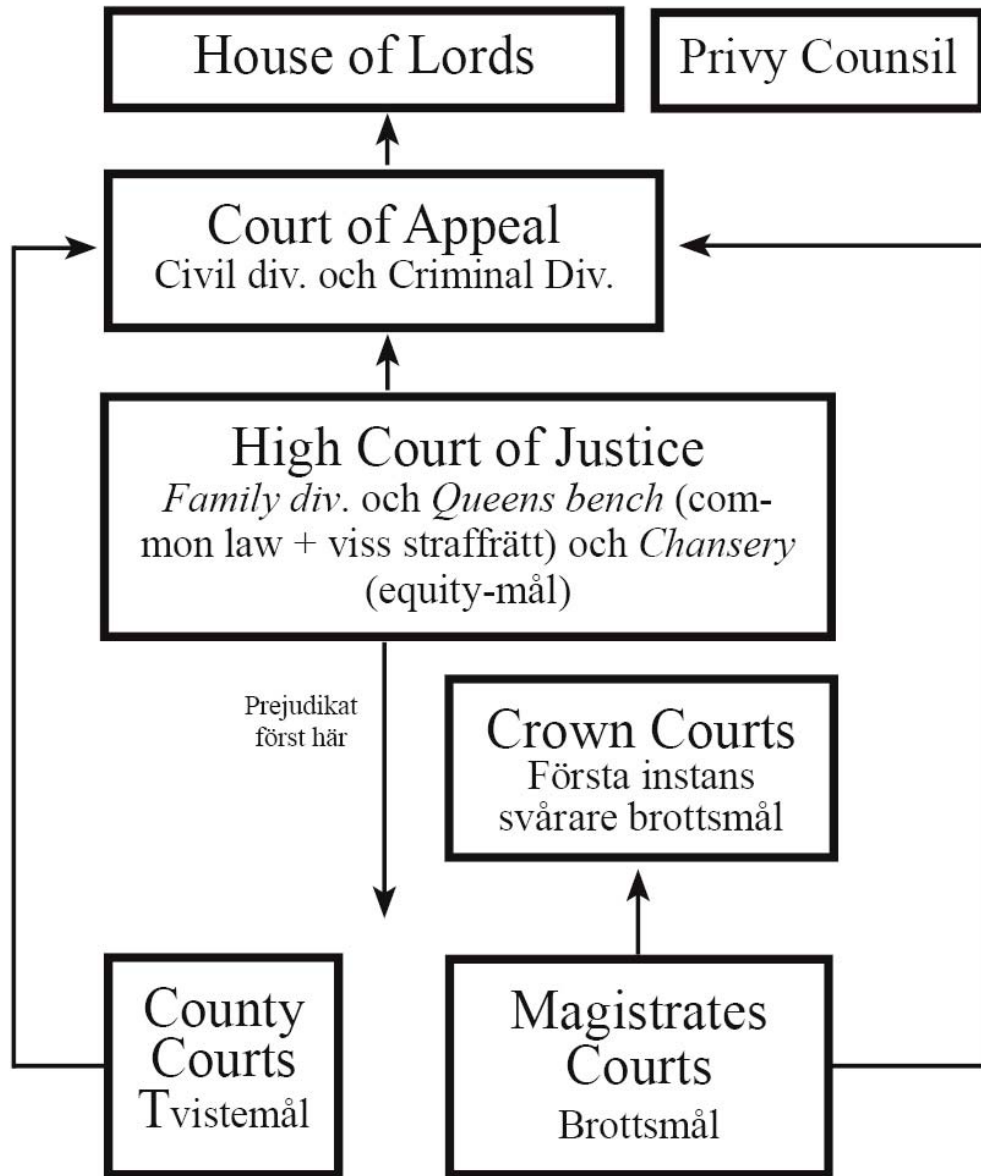 House of Lords
Privy Counsil
Court of Appeal
Civil div. och Criminal Div.
High Court of Justice
Family div. och Queens bench (com-
mon law + viss straffrätt) och Chansery
(equity-mål)
Prejudikat
först här
Crown Courts
Första instans
svårare brottsmål
County
Courts
Tvistemål
Magistrates
Courts
Brottsmål